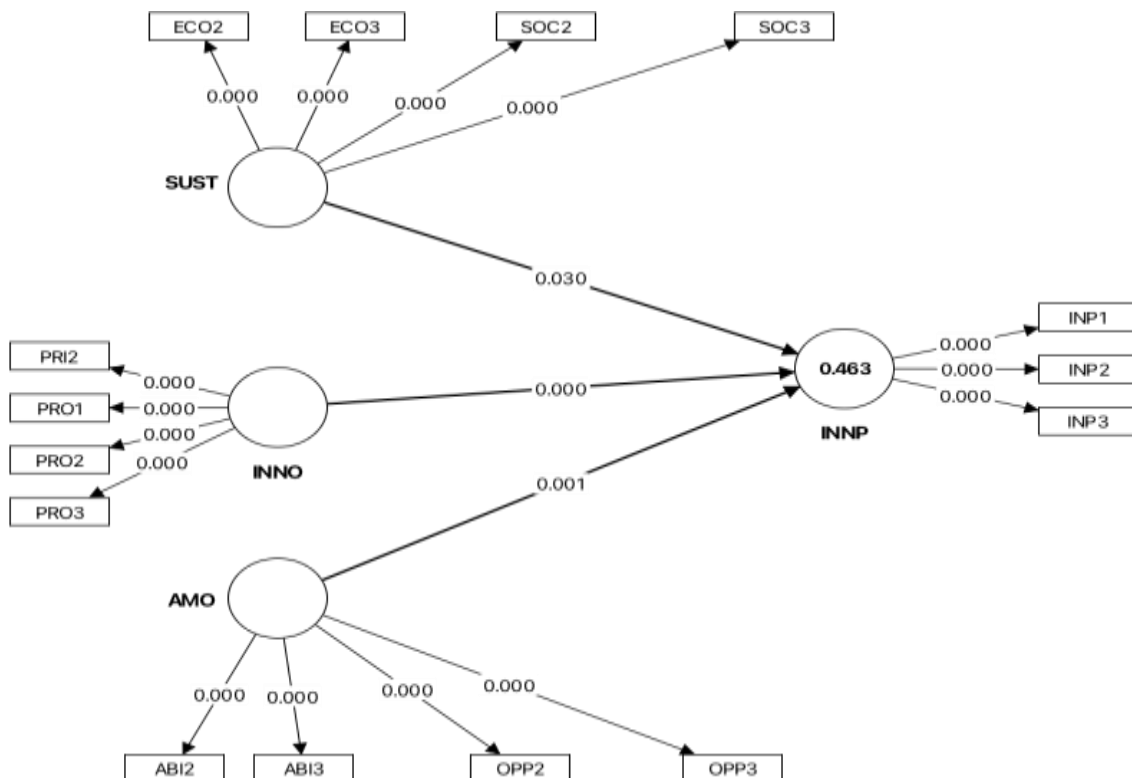 ECO2
ECO3
SOC2
SOC3
0.000
0.000
0.000
0.000
SUST
0.030
PRI2
PRO1
PRO2
PRO3
0.000
0.000
0.000
0.000
INNO
0.000
0.463
INNP
0.000
0.000
0.000
INP1
INP2
INP3
0.001
AMO
0.000
0.000
0.000
0.000
ABI2
ABI3
OPP2
OPP3